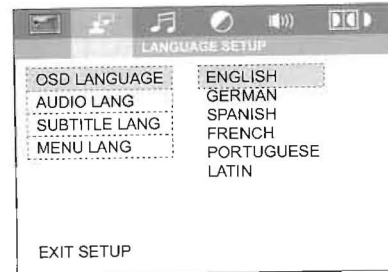 LANGUAGE SETUP
OSD LANGUAGE
AUDIO LANG
SUBTITLE LANG
MENU LANG
ENGLISH
GERMAN
SPANISH
FRENCH
PORTUGUESE
LATIN
EXIT SETUP